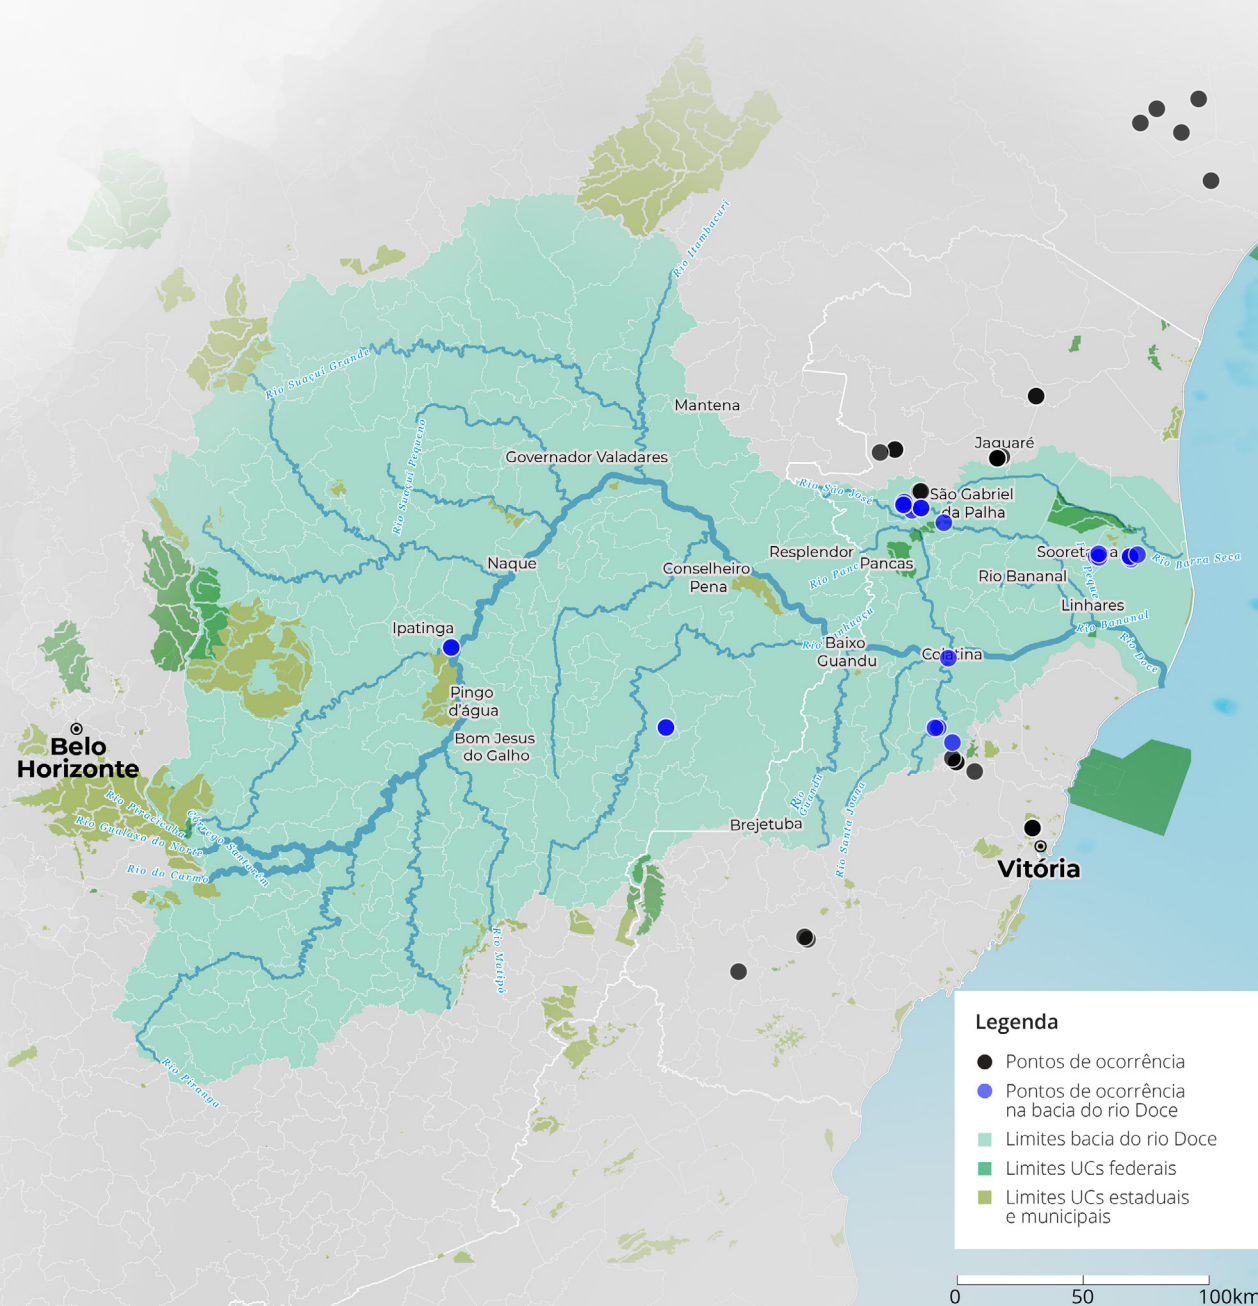 Rio Itambacuri
Rio Suaçuí Grande
Mantena
Rio Suaçuí Pequeno
Governador Valadares
Jaguaré
Rio São José
São Gabriel
da Palha
Naque
Resplendor
Conselheiro
Pena
Pancas
Rio Panc
Rio Barra Seca
Rio Bananal
Linhares
Rio Bananal
Rio Doce
Ipatinga
Baixo
Guandu
Colatina
Pingo
d'água
Bom Jesus
do Galho
Belo
Horizonte
Rio Piracicaba
Rio Gualaxo do Norte
Rio do Carmo
Rio
Guandu
Brejetuba
Rio Santa Joana
Vitória
Rio Matipó
Rio Piranga
Legenda
Pontos de ocorrência
Pontos de ocorrência
na bacia do rio Doce
Limites bacia do rio Doce
Limites UCs federais
Limites UCs estaduais
e municipais
0 50 100km